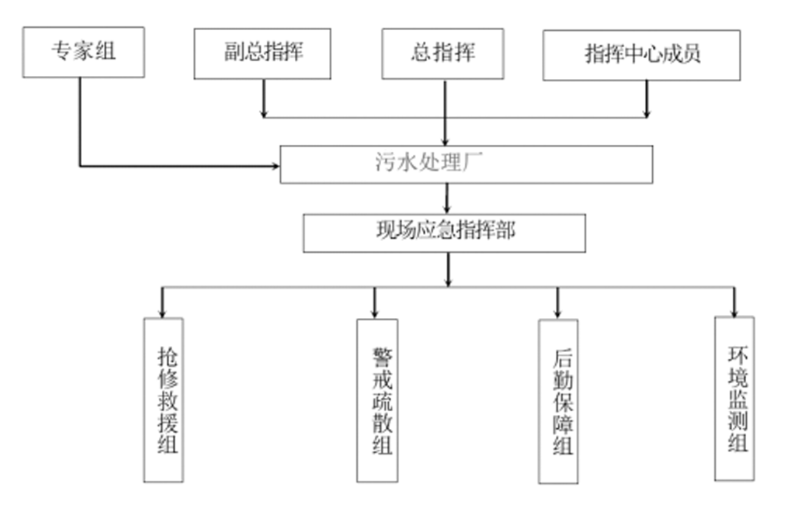 专家组
副总指挥
总指挥
指挥中心成员
污水处理厂
现场应急指挥部
抢修救援组
警戒疏散组
后勤保障组
环境监测组